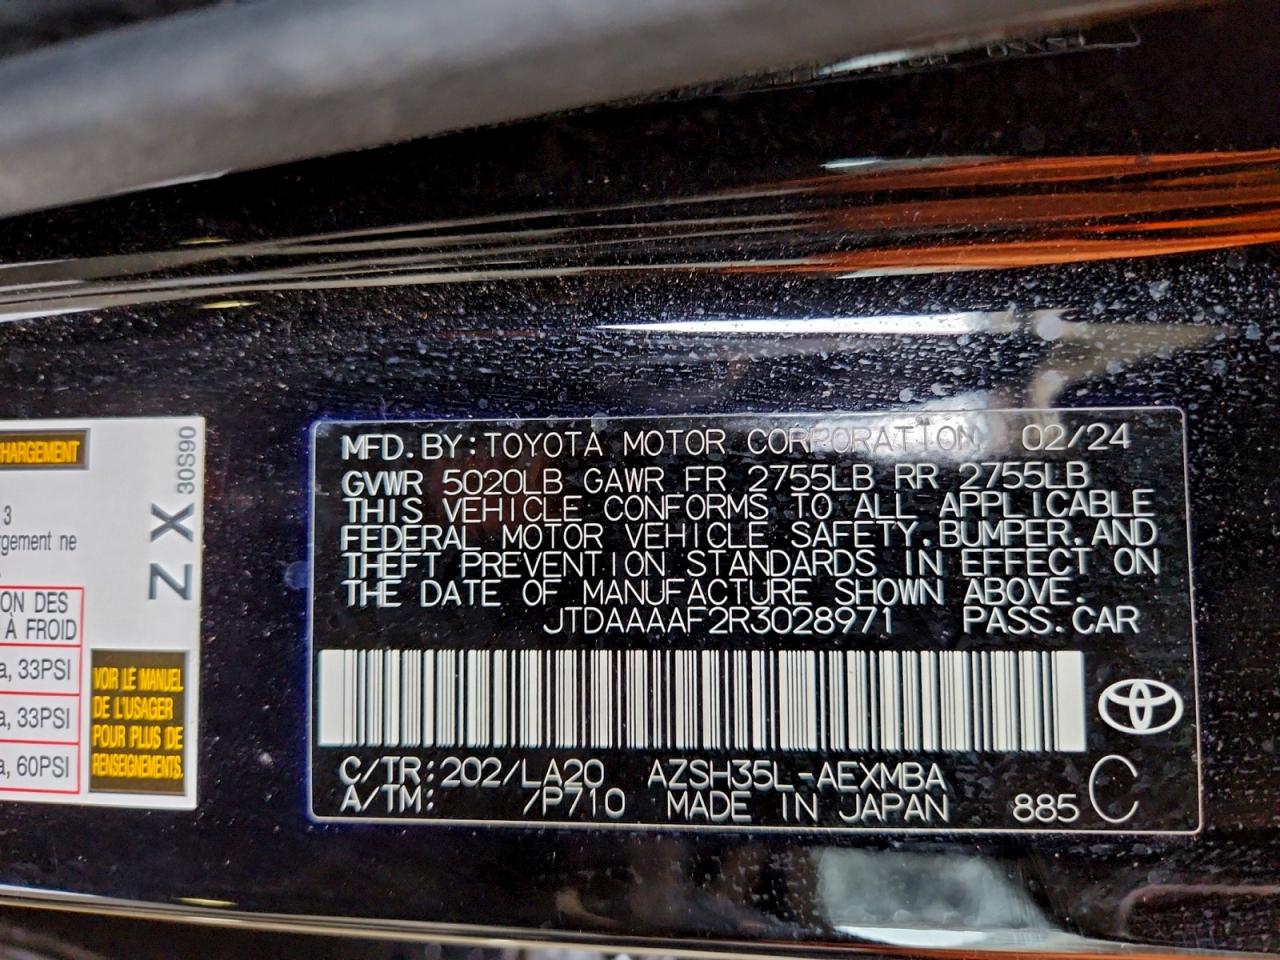 HARGEMENT
30S90
ZX
3
rgement ne
ON DES
À FROID
a, 33PSI
a, 33PSI
a, 60PSI
VOIR LE MANUEL
DE L'USAGER
POUR PLUS DE
RENSEIGNEMENTS.
MFD. BY: TOYOTA MOTOR CORPORATION 02/24
GVWR 5020LB GAWR FR 2755LB RR 2755LB
THIS VEHICLE CONFORMS TO ALL APPLICABLE
FEDERAL MOTOR VEHICLE SAFETY, BUMPER, AND
THEFT PREVENTION STANDARDS IN EFFECT ON
THE DATE OF MANUFACTURE SHOWN ABOVE.
JTDAAAAF2R3028971 PASS. CAR
C/TR: 202/LA20 AZSH35L-AEXMBA
A/TM: /P710 MADE IN JAPAN 885 C